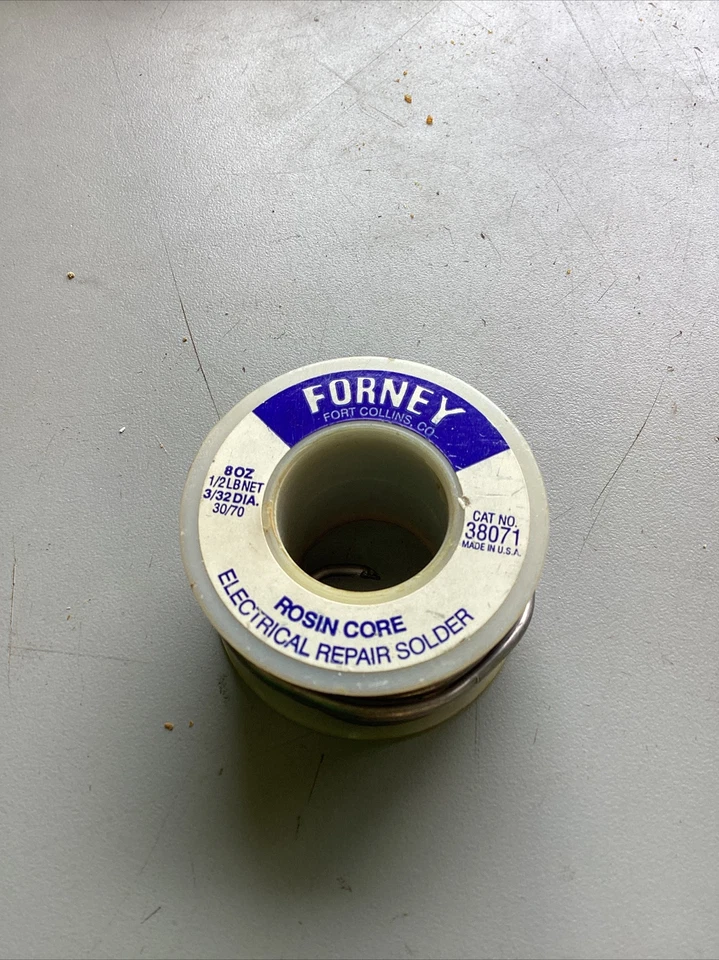 FORNEY
FORT COLLINS, CO
8 OZ
1/2 LB NET
3/32 DIA.
30/70
CAT NO.
38071
MADE IN U.S.A.
ROSIN CORE
ELECTRICAL REPAIR SOLDER